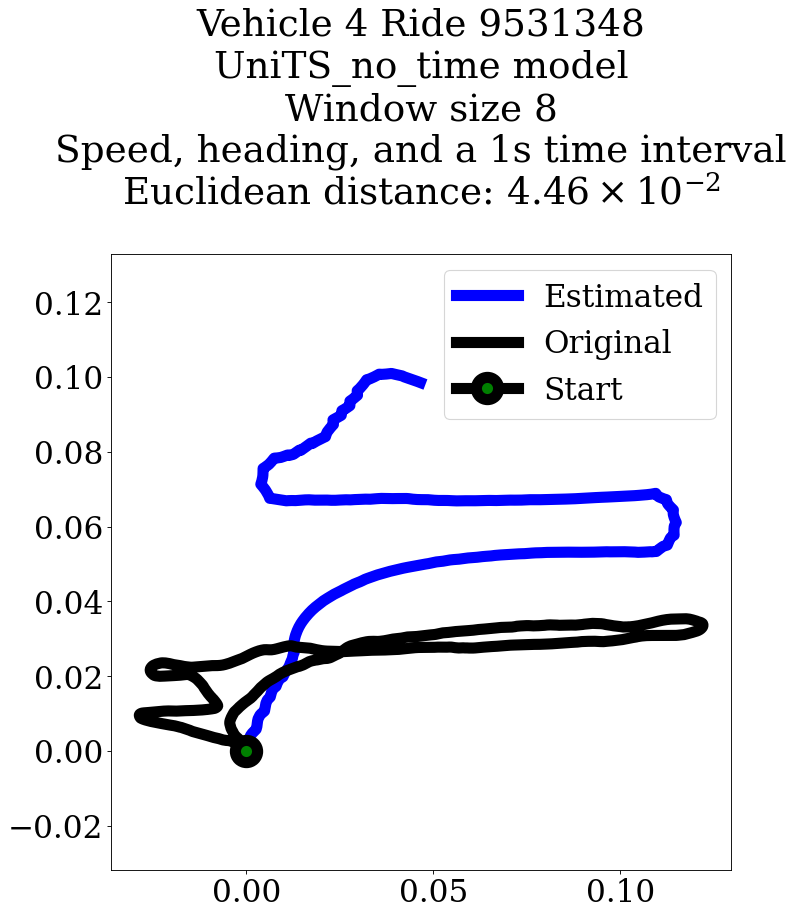 Vehicle 4 Ride 9531348
UniTS_no_time model
Window size 8
Speed, heading, and a 1s time interval
Euclidean distance: 4.46 × 10⁻²
Estimated
Original
Start
0.12
0.10
0.08
0.06
0.04
0.02
0.00
−0.02
0.00 0.05 0.10